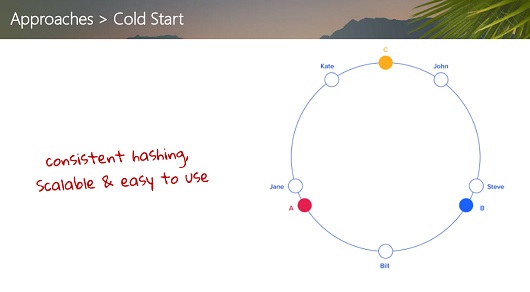 Approaches > Cold Start
C
Kate
John
consistent hashing,
Scalable & easy to use
Jane
Steve
A
B
Bill